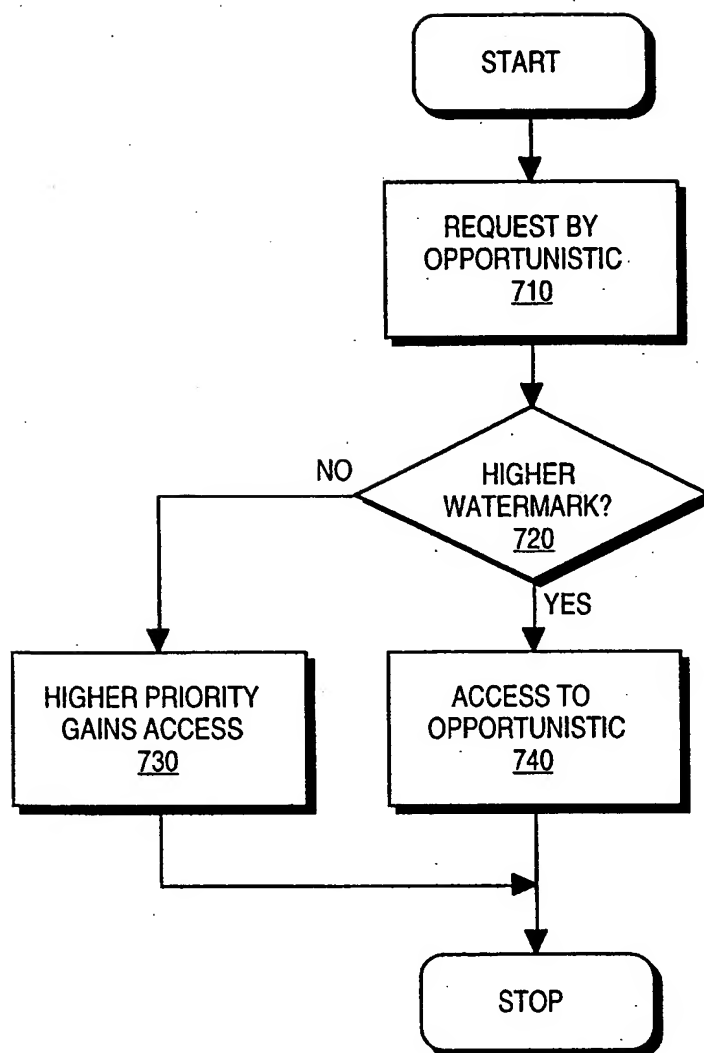 START
REQUEST BY
OPPORTUNISTIC
710
NO
HIGHER
WATERMARK?
720
YES
HIGHER PRIORITY
GAINS ACCESS
730
ACCESS TO
OPPORTUNISTIC
740
STOP